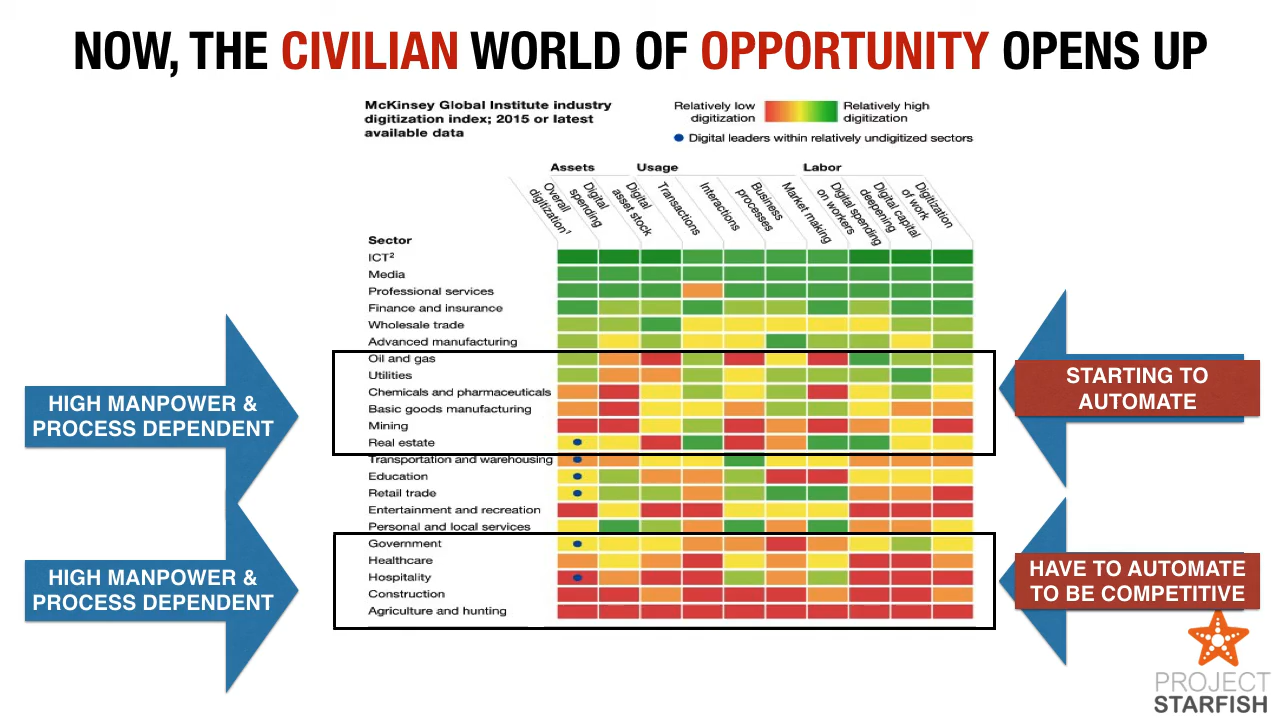 NOW, THE CIVILIAN WORLD OF OPPORTUNITY OPENS UP
McKinsey Global Institute industry
digitization index; 2015 or latest
available data
Relatively low
digitization
Relatively high
digitization
Digital leaders within relatively undigitized sectors
Assets
Usage
Labor
Overall
digitization¹
Digital
spending
Digital
asset stock
Transactions
Interactions
Business
processes
Market making
Digital spending
on workers
Digital capital
deepening
Digitization
of work
Sector
ICT²
Media
Professional services
Finance and insurance
Wholesale trade
Advanced manufacturing
Oil and gas
Utilities
Chemicals and pharmaceuticals
Basic goods manufacturing
Mining
Real estate
Transportation and warehousing
Education
Retail trade
Entertainment and recreation
Personal and local services
Government
Healthcare
Hospitality
Construction
Agriculture and hunting
HIGH MANPOWER &
PROCESS DEPENDENT
STARTING TO
AUTOMATE
HIGH MANPOWER &
PROCESS DEPENDENT
HAVE TO AUTOMATE
TO BE COMPETITIVE
PROJECT
STARFISH